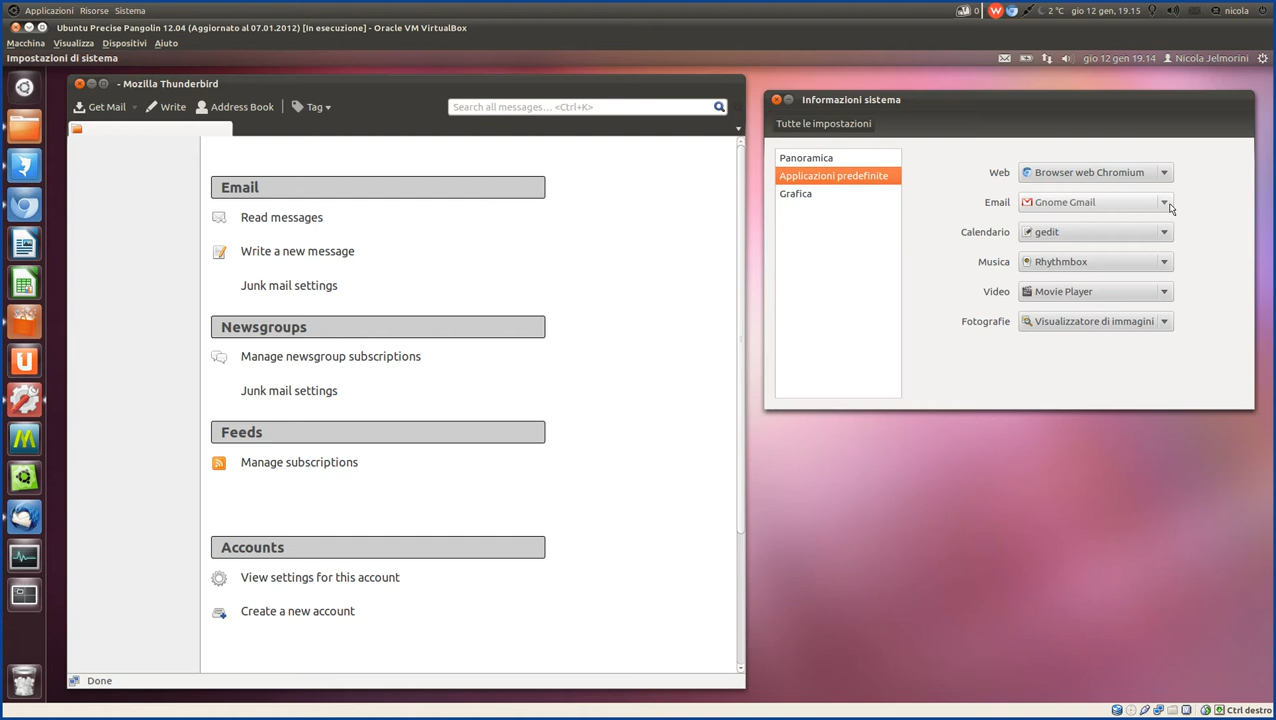 Applicazioni Risorse Sistema
0 2 °C gio 12 gen, 19.15 nicola
Ubuntu Precise Pangolin 12.04 (Aggiornato al 07.01.2012) [In esecuzione] - Oracle VM VirtualBox
Macchina Visualizza Dispositivi Aiuto
Impostazioni di sistema
gio 12 gen 19.14 Nicola Jelmorini
- Mozilla Thunderbird
Get Mail Write Address Book Tag
Search all messages... <Ctrl+K>
Email
Read messages
Write a new message
Junk mail settings
Newsgroups
Manage newsgroup subscriptions
Junk mail settings
Feeds
Manage subscriptions
Accounts
View settings for this account
Create a new account
Done
Informazioni sistema
Tutte le impostazioni
Panoramica
Applicazioni predefinite
Grafica
Web Browser web Chromium
Email Gnome Gmail
Calendario gedit
Musica Rhythmbox
Video Movie Player
Fotografie Visualizzatore di immagini
Ctrl destro